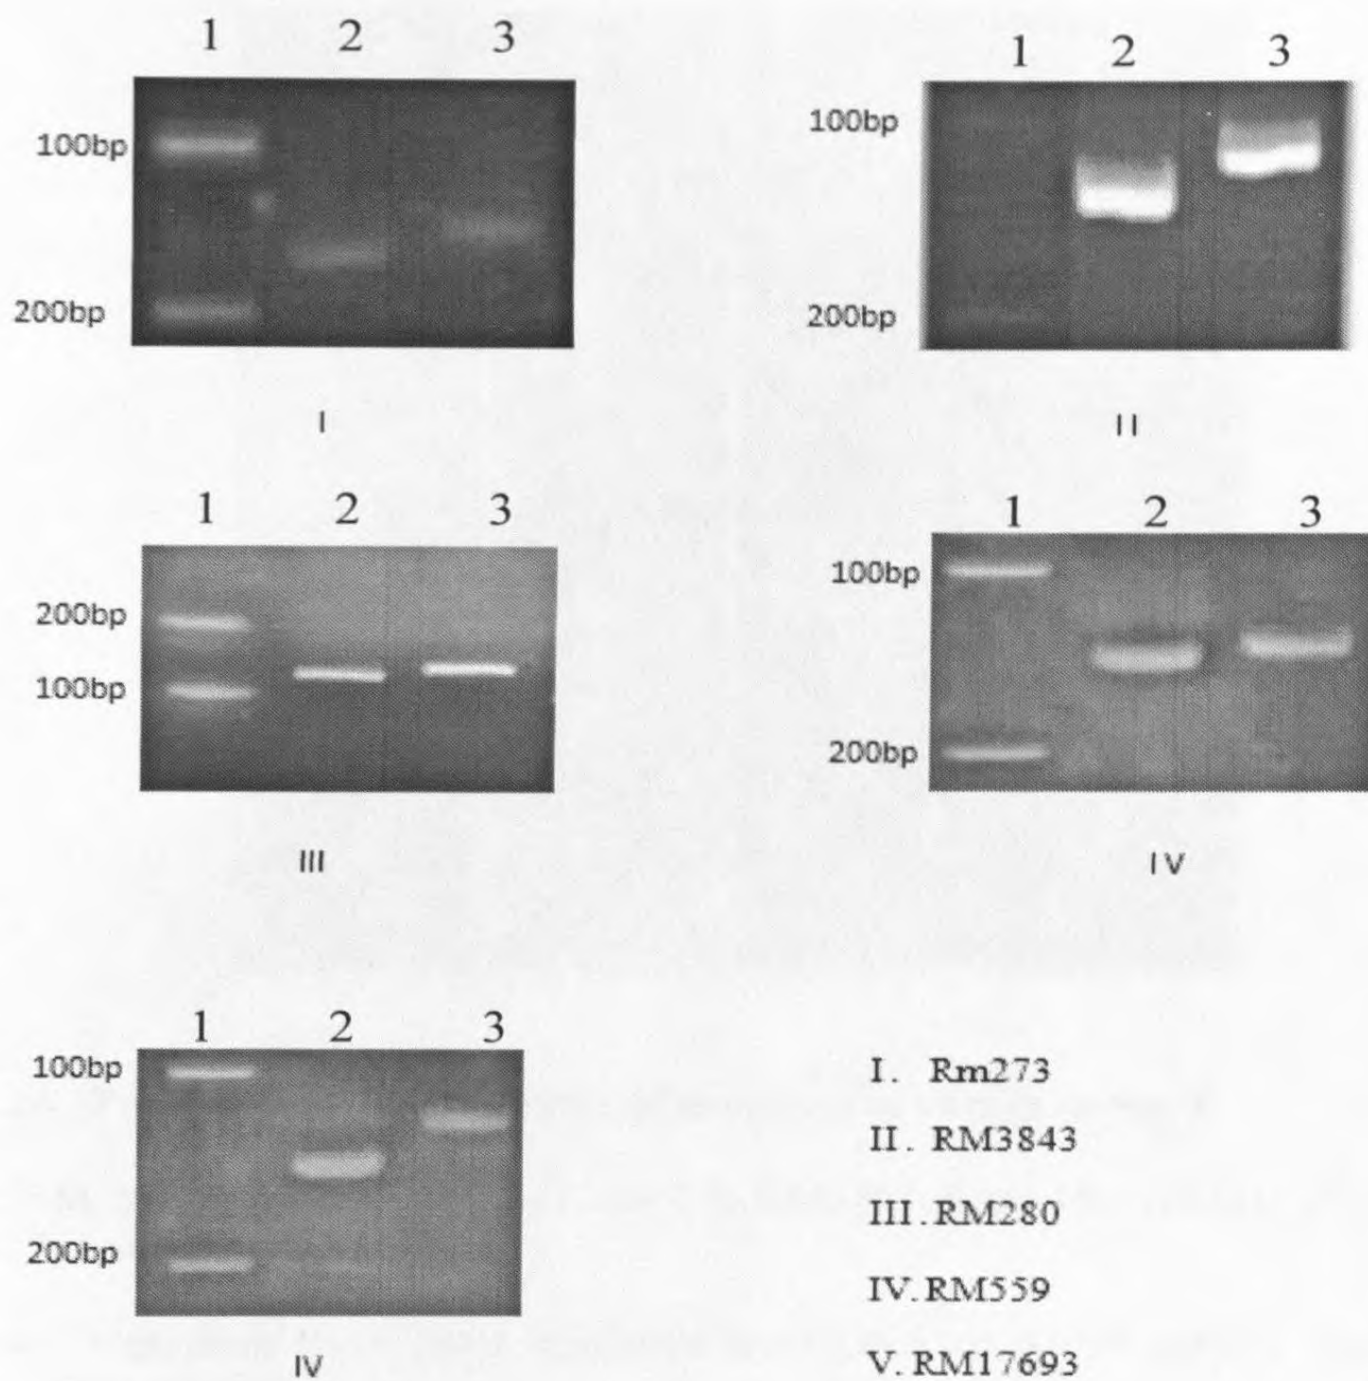 1 2 3
100bp
200bp
I
1 2 3
100bp
200bp
II
1 2 3
200bp
100bp
III
1 2 3
100bp
200bp
IV
1 2 3
100bp
200bp
IV
I. Rm273
II. RM3843
III. RM280
IV. RM559
V. RM17693